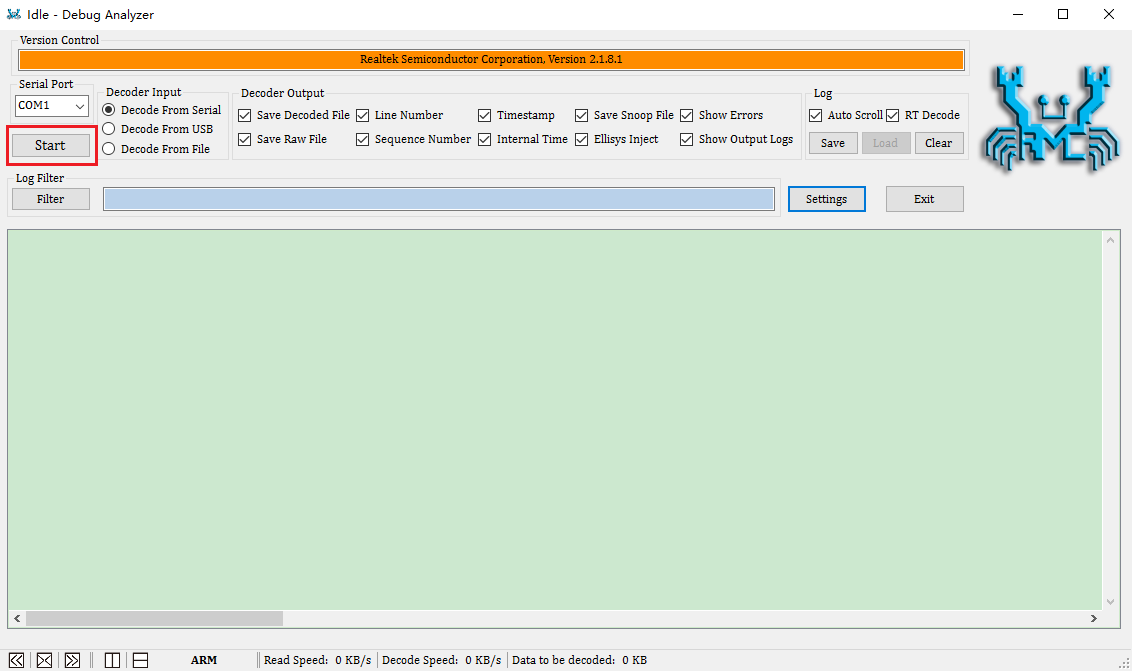 Idle - Debug Analyzer
Version Control
Realtek Semiconductor Corporation, Version 2.1.8.1
Serial Port
COM1
Start
Decoder Input
Decode From Serial
Decode From USB
Decode From File
Decoder Output
Save Decoded File Line Number Timestamp Save Snoop File Show Errors
Save Raw File Sequence Number Internal Time Ellisys Inject Show Output Logs
Log
Auto Scroll RT Decode
Save Load Clear
Log Filter
Filter
Settings Exit
ARM Read Speed: 0 KB/s Decode Speed: 0 KB/s Data to be decoded: 0 KB